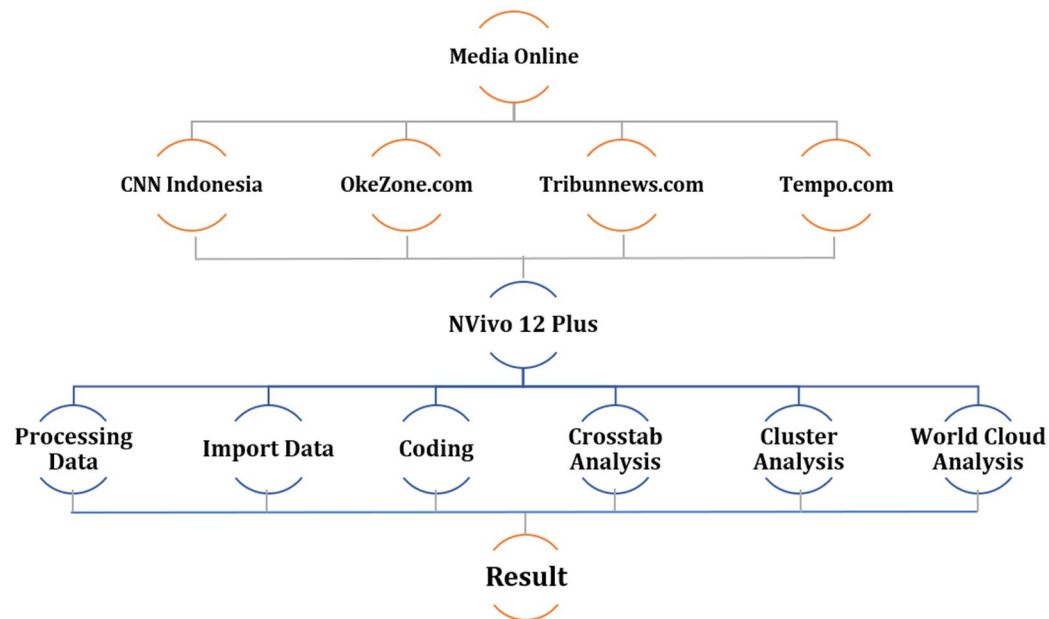 Media Online
CNN Indonesia
OkeZone.com
Tribunnews.com
Tempo.com
NVivo 12 Plus
Processing
Data
Import Data
Coding
Crosstab
Analysis
Cluster
Analysis
World Cloud
Analysis
Result